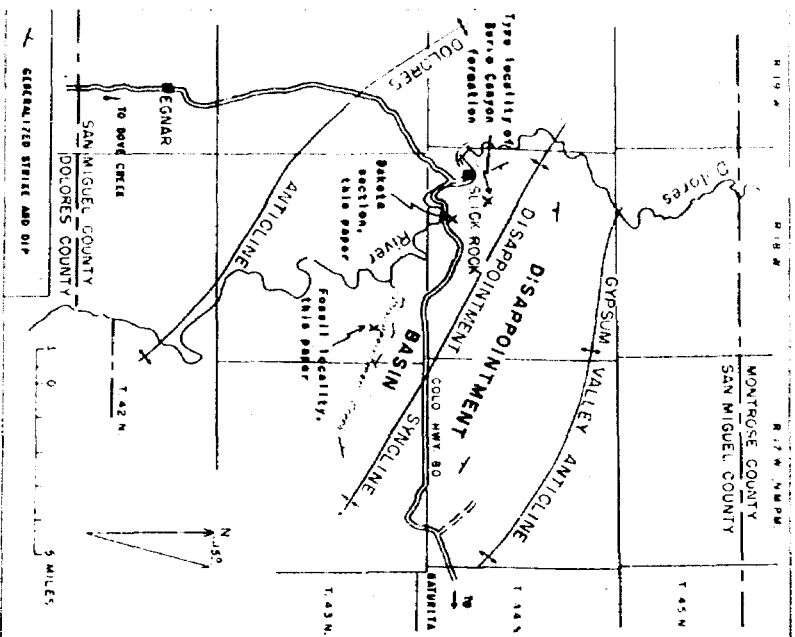 R 19 W
R 18 W
R 17 W N M P M.
MONTROSE COUNTY
SAN MIGUEL COUNTY
T. 45 N
Dolores
Type locality of
Burro Canyon
formation
SLICK ROCK
GYPSUM VALLEY ANTICLINE
DISAPPOINTMENT
BASIN
DISAPPOINTMENT
SYNCLINE
T. 44 N
COLO HWY 80
TO
NATURITA
DOLORES
ANTICLINE
Dakota
section,
this paper
River
Fossil locality,
this paper
T. 43 N.
EGNAR
TO DOVE CREEK
SAN MIGUEL COUNTY
DOLORES COUNTY
T. 42 N.
N
15°
1 0 5 MILES
GENERALIZED STRIKE AND DIP